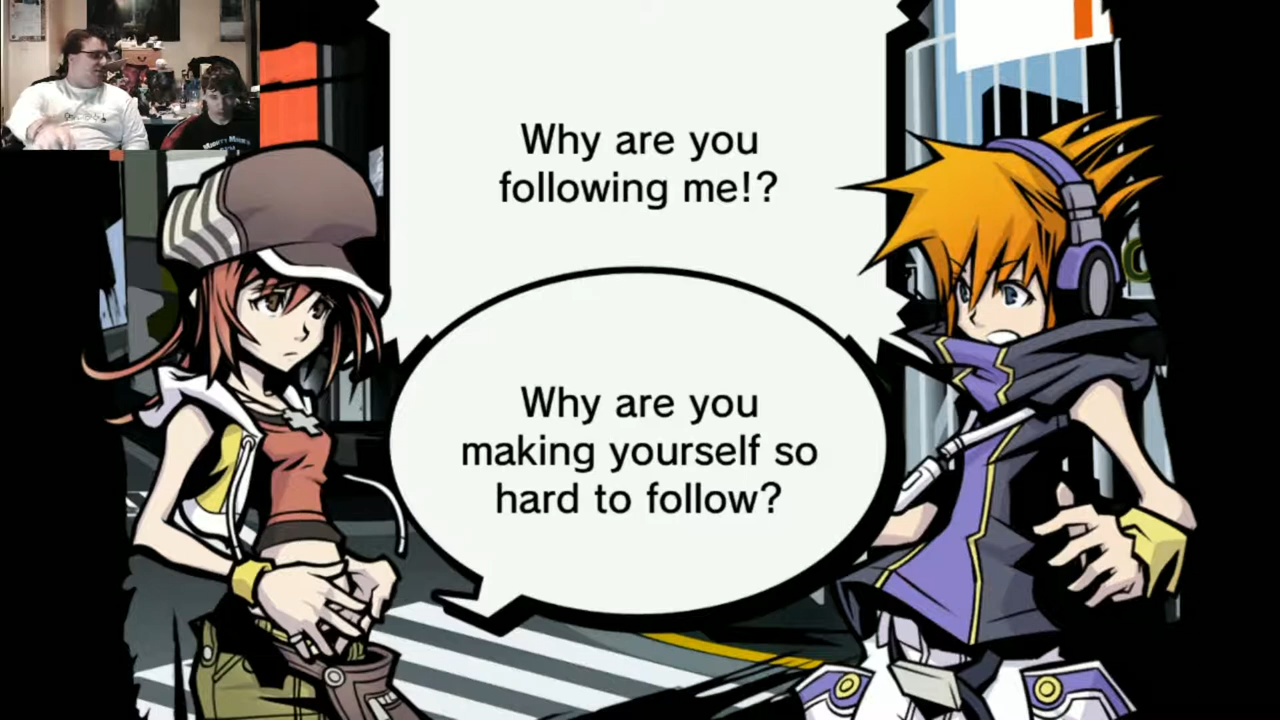 Why are you
following me!?
Why are you
making yourself so
hard to follow?